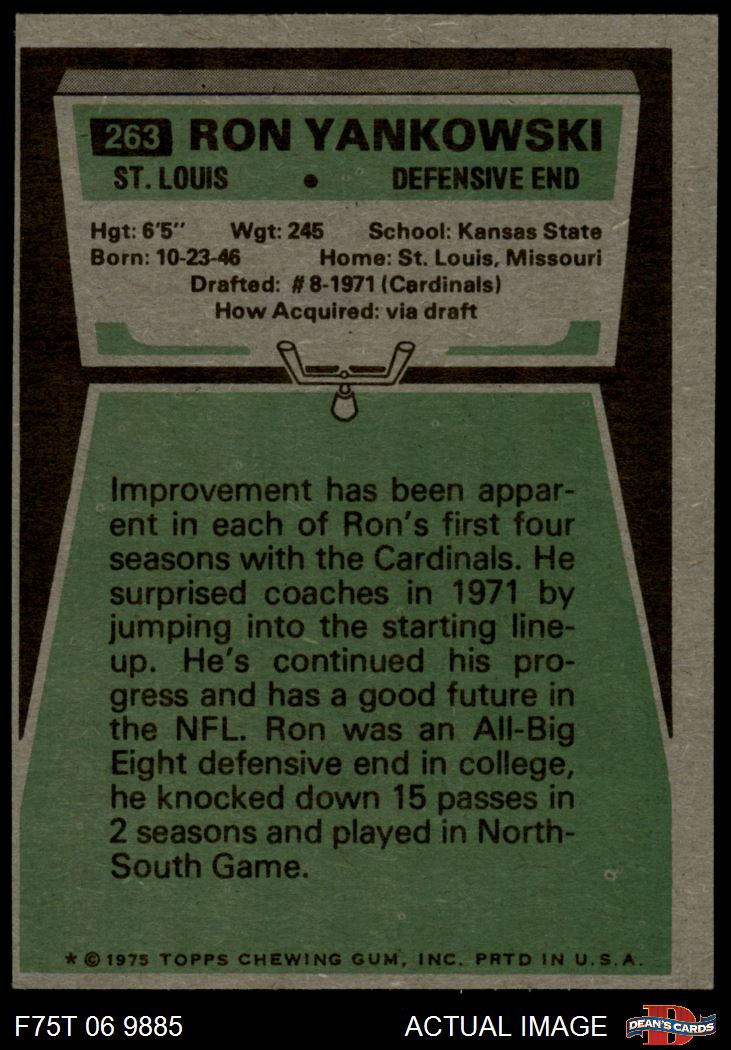 263 RON YANKOWSKI
ST. LOUIS • DEFENSIVE END
Hgt: 6'5" Wgt: 245 School: Kansas State
Born: 10-23-46 Home: St. Louis, Missouri
Drafted: #8-1971 (Cardinals)
How Acquired: via draft
Improvement has been appar-
ent in each of Ron's first four
seasons with the Cardinals. He
surprised coaches in 1971 by
jumping into the starting line-
up. He's continued his pro-
gress and has a good future in
the NFL. Ron was an All-Big
Eight defensive end in college,
he knocked down 15 passes in
2 seasons and played in North-
South Game.
* © 1975 TOPPS CHEWING GUM, INC. PRTD IN U.S.A.
F75T 06 9885 ACTUAL IMAGE DEAN'S CARDS